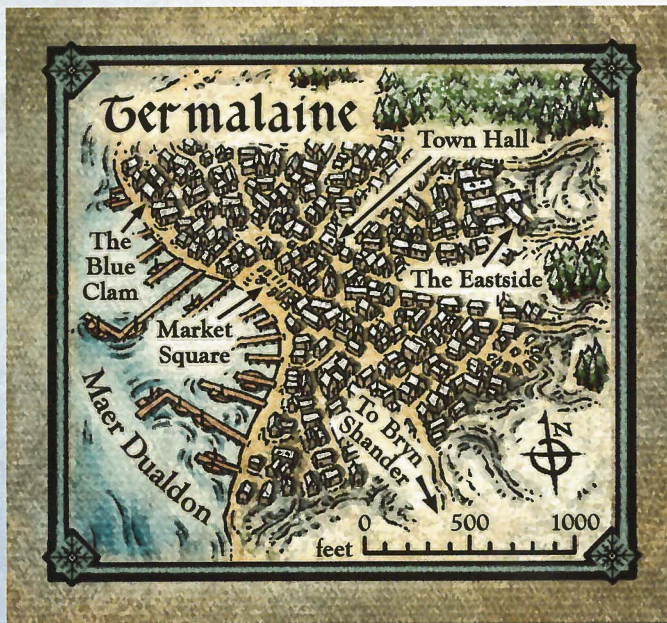 Termalaine
Town Hall
The
Blue
Clam
The Eastside
Market
Square
Maer Dualdon
To Bryn
Shander
N
0 500 1000
feet